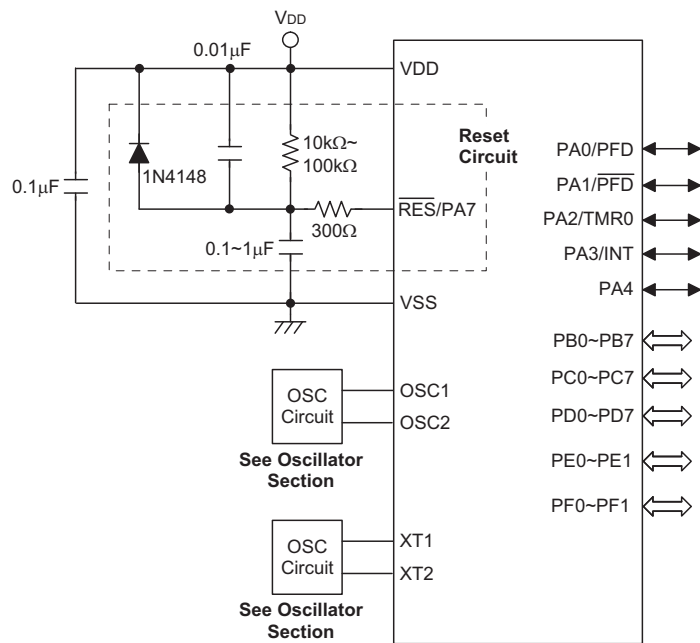 VDD
0.01μF
VDD
Reset
Circuit
10kΩ~
100kΩ
1N4148
0.1μF
RES/PA7
300Ω
0.1~1μF
VSS
OSC
Circuit
OSC1
OSC2
See Oscillator
Section
OSC
Circuit
XT1
XT2
See Oscillator
Section
PA0/PFD
PA1/PFD
PA2/TMR0
PA3/INT
PA4
PB0~PB7
PC0~PC7
PD0~PD7
PE0~PE1
PF0~PF1